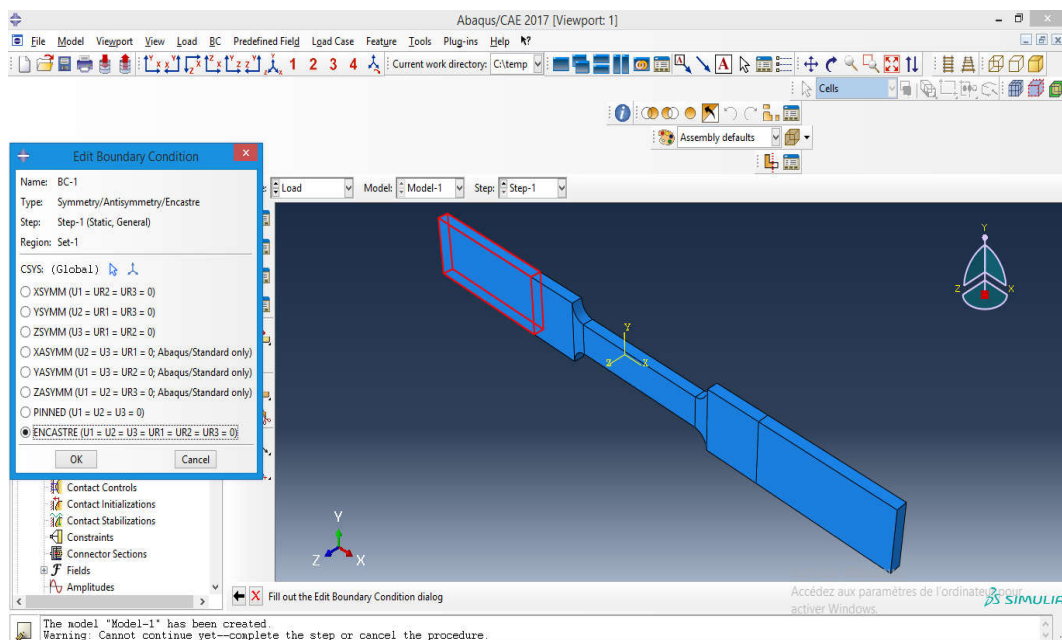 Abaqus/CAE 2017 [Viewport: 1]
File Model Viewport View Load BC Predefined Field Load Case Feature Tools Plug-ins Help
1 2 3 4 Current work directory: C:\temp A
Cells
Assembly defaults
Edit Boundary Condition
Name: BC-1
Type: Symmetry/Antisymmetry/Encastre
Step: Step-1 (Static, General)
Region: Set-1
CSYS: (Global)
XSYMM (U1 = UR2 = UR3 = 0)
YSYMM (U2 = UR1 = UR3 = 0)
ZSYMM (U3 = UR1 = UR2 = 0)
XASYMM (U2 = U3 = UR1 = 0; Abaqus/Standard only)
YASYMM (U1 = U3 = UR2 = 0; Abaqus/Standard only)
ZASYMM (U1 = U2 = UR3 = 0; Abaqus/Standard only)
PINNED (U1 = U2 = U3 = 0)
ENCASTRE (U1 = U2 = U3 = UR1 = UR2 = UR3 = 0)
OK Cancel
Load Model: Model-1 Step: Step-1
Y
Z X
Y
Z X
Y
Z X
Contact Controls
Contact Initializations
Contact Stabilizations
Constraints
Connector Sections
Fields
Amplitudes
Fill out the Edit Boundary Condition dialog
Accédez aux paramètres de l'ordinateur pour
activer Windows.
SIMULIA
The model "Model-1" has been created.
Warning: Cannot continue yet--complete the step or cancel the procedure.